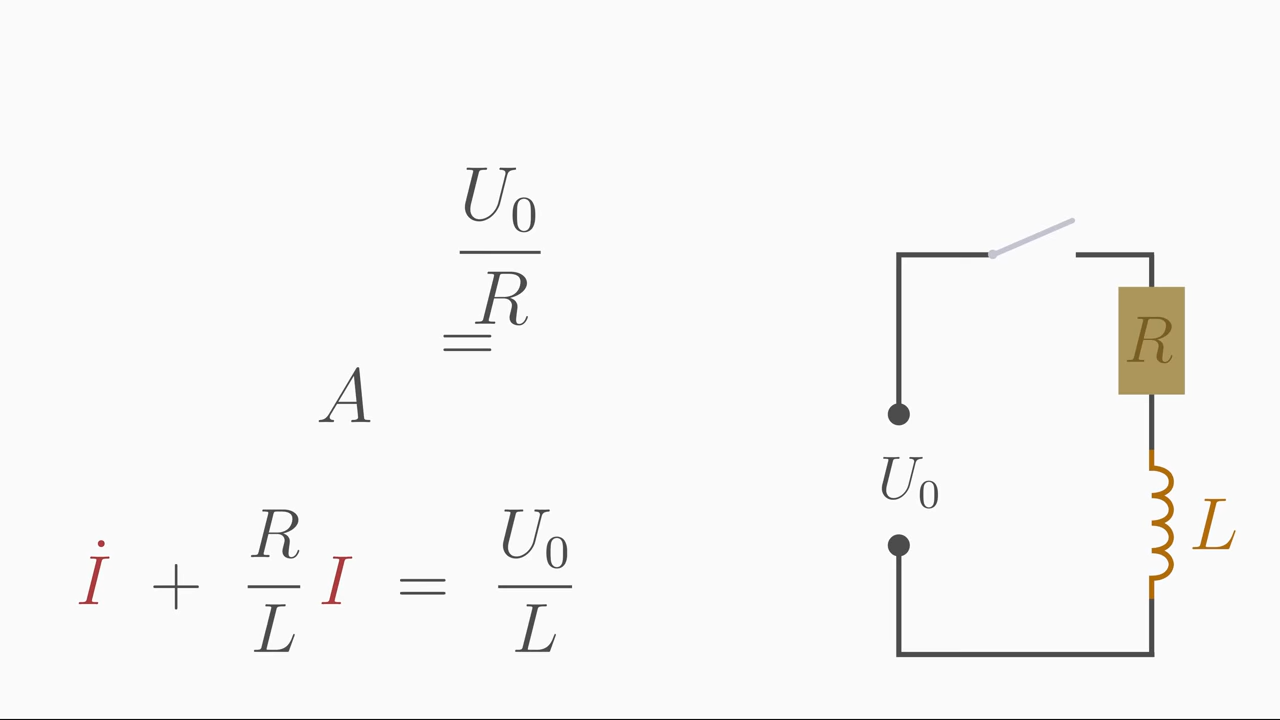 U₀/R
=
A
İ + R/L I = U₀/L
R
U₀
L